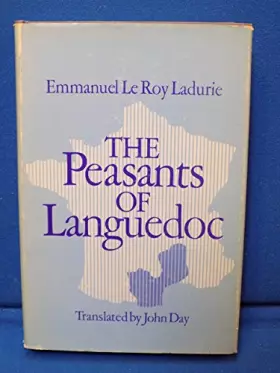 Emmanuel Le Roy Ladurie
THE
Peasants
OF
Languedoc
Translated by John Day